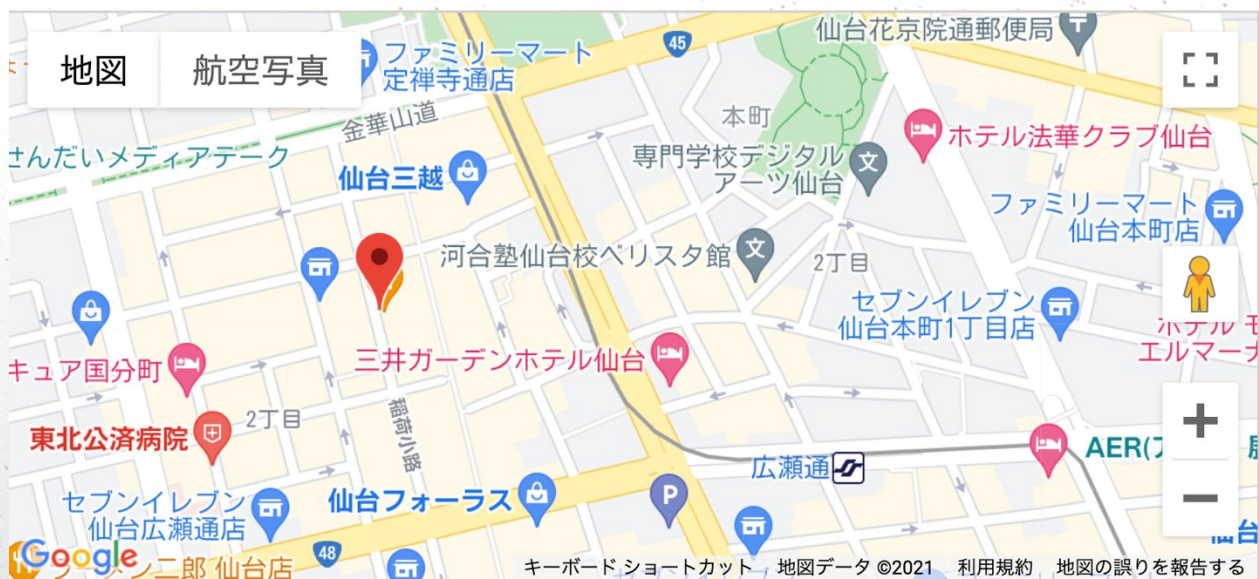 地図
航空写真
ファミリーマート
定禅寺通店
45
仙台花京院通郵便局
金華山道
本町
ホテル法華クラブ仙台
せんだいメディアテーク
仙台三越
専門学校デジタル
アーツ仙台
文
ファミリーマート
仙台本町店
河合塾仙台校ベリスタ館
文
2丁目
セブンイレブン
仙台本町1丁目店
三井ガーデンホテル仙台
エルマーナ
キュア国分町
2丁目
東北公済病院
稲荷小路
AER(ア
広瀬通
セブンイレブン
仙台広瀬通店
仙台フォーラス
P
48
Google
仙台店
キーボード ショートカット
地図データ ©2021
利用規約
地図の誤りを報告する